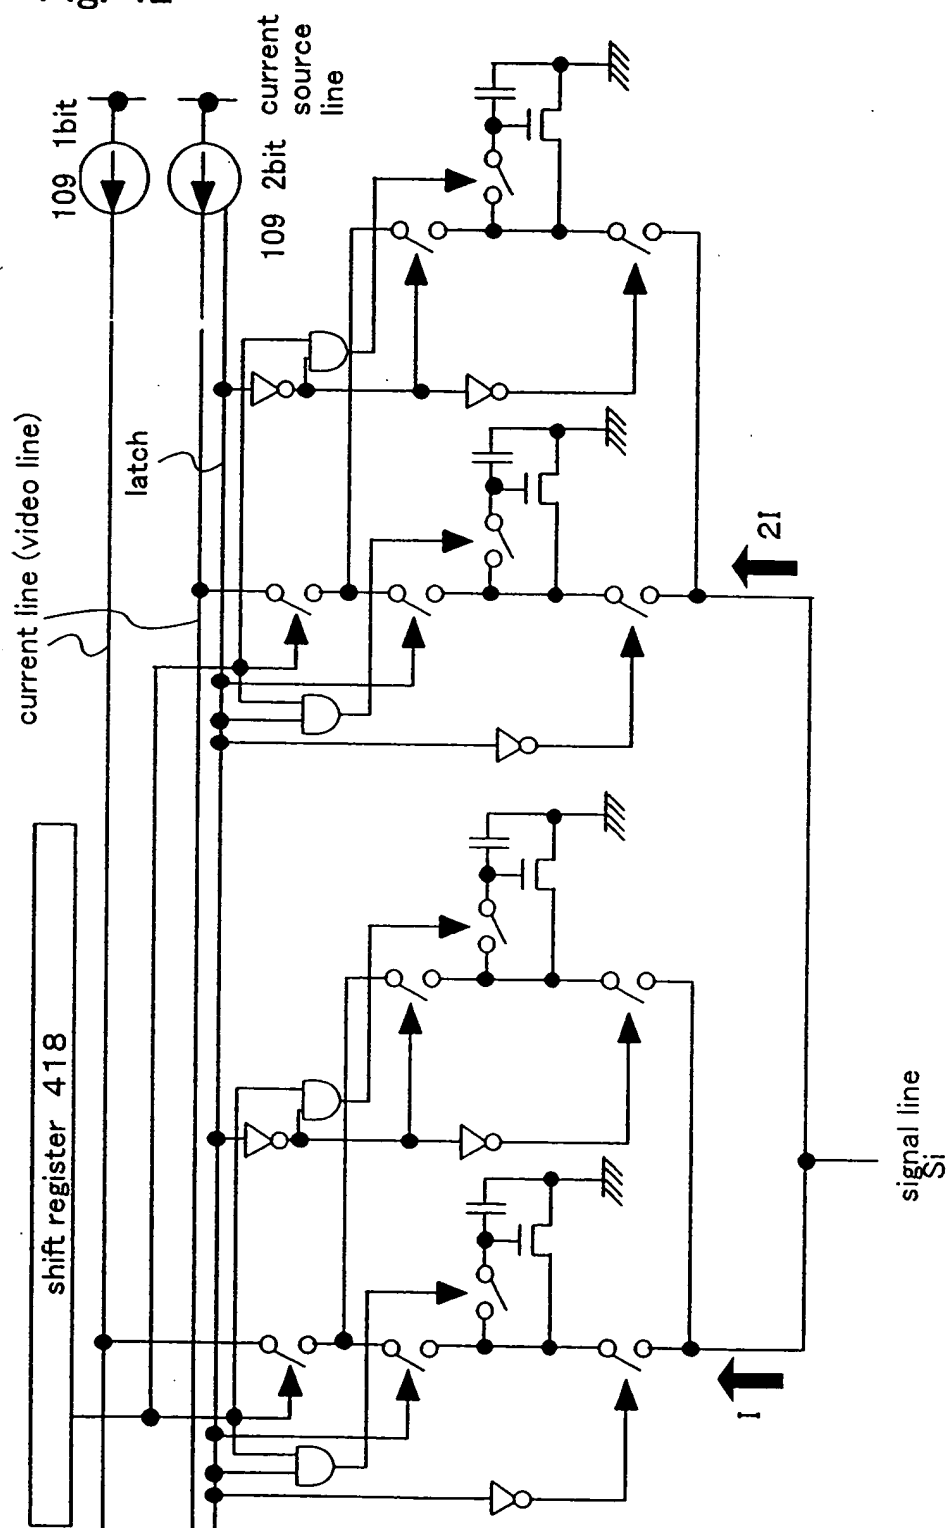 109 1bit
109 2bit
current
source
line
latch
current line (video line)
shift register 418
2I
I
signal line
Si